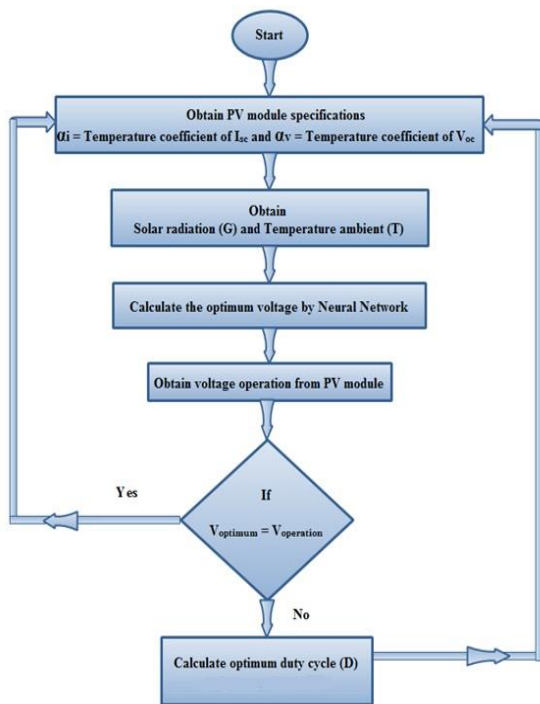 Start
Obtain PV module specifications
αi = Temperature coefficient of Isc and αv = Temperature coefficient of Voc
Obtain
Solar radiation (G) and Temperature ambient (T)
Calculate the optimum voltage by Neural Network
Obtain voltage operation from PV module
If
Voptimum = Voperation
Yes
No
Calculate optimum duty cycle (D)